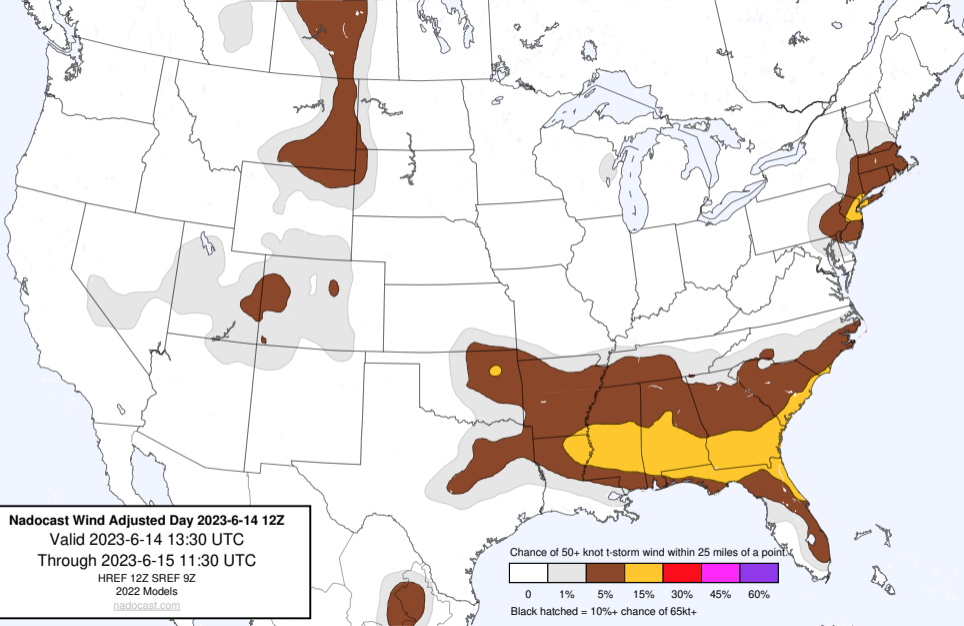 Nadocast Wind Adjusted Day 2023-6-14 12Z
Valid 2023-6-14 13:30 UTC
Through 2023-6-15 11:30 UTC
HREF 12Z SREF 9Z
2022 Models
nadocast.com
Chance of 50+ knot t-storm wind within 25 miles of a point.
0 1% 5% 15% 30% 45% 60%
Black hatched = 10%+ chance of 65kt+